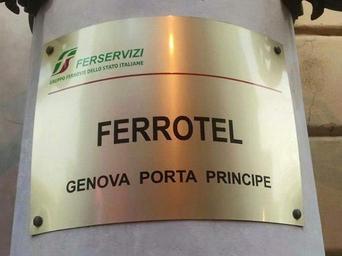 FERSERVIZI
GRUPPO FERROVIE DELLO STATO ITALIANE
FERROTEL
GENOVA PORTA PRINCIPE